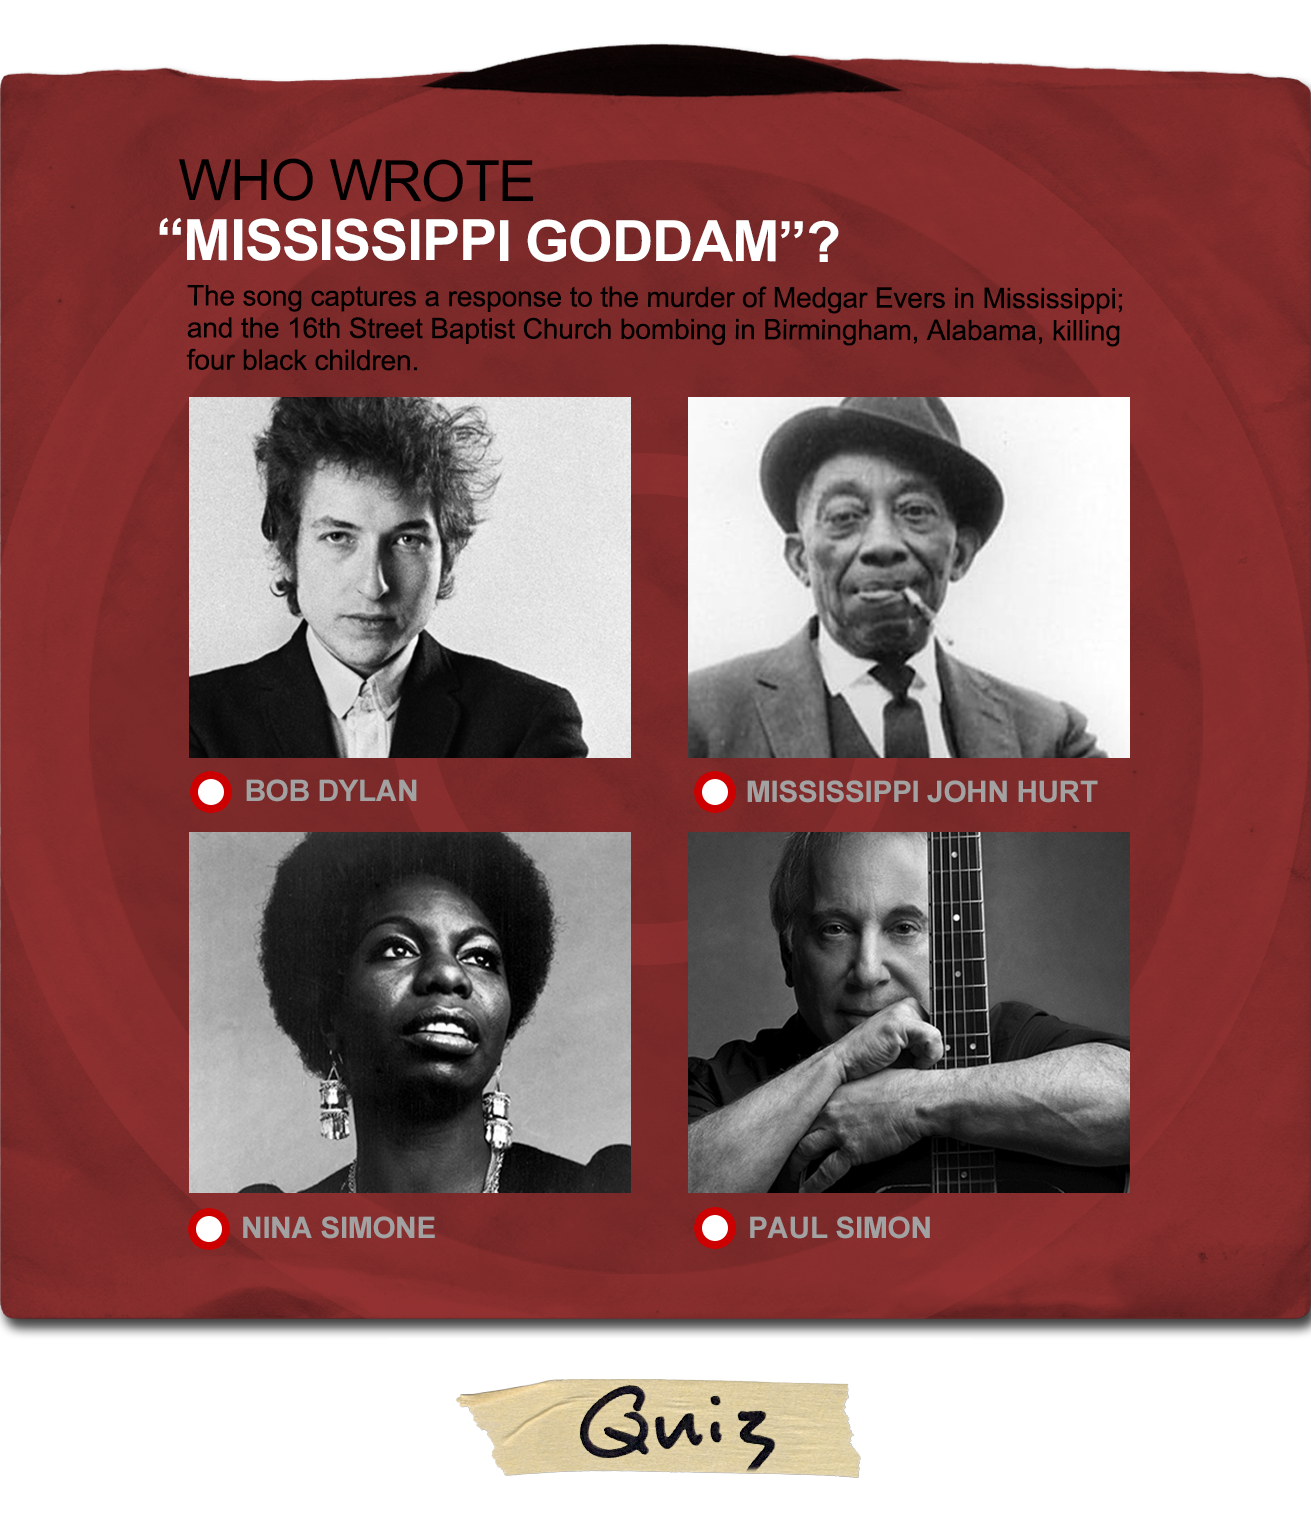 WHO WROTE
“MISSISSIPPI GODDAM”?
The song captures a response to the murder of Medgar Evers in Mississippi;
and the 16th Street Baptist Church bombing in Birmingham, Alabama, killing
four black children.
BOB DYLAN
MISSISSIPPI JOHN HURT
NINA SIMONE
PAUL SIMON
Quiz